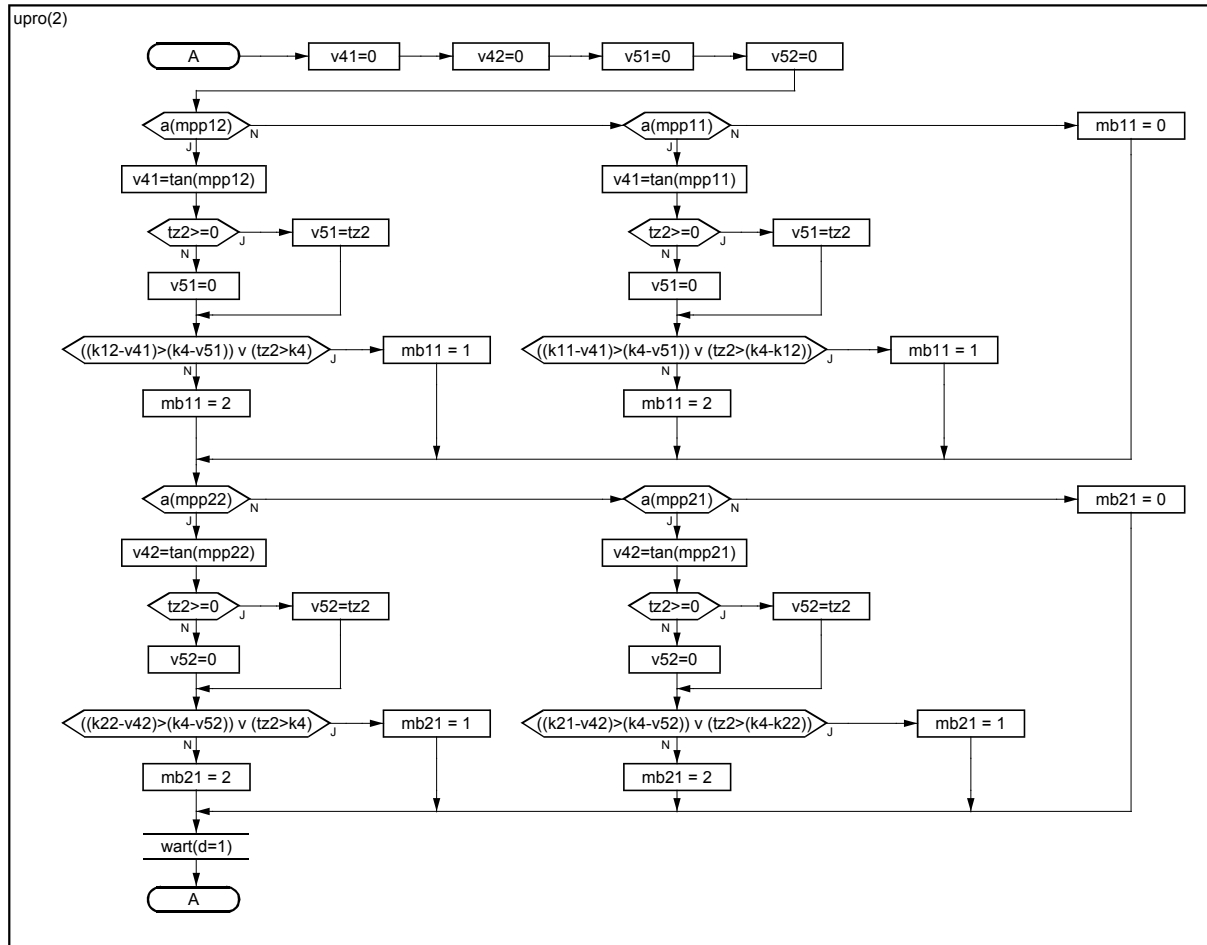 upro(2)
A
v41=0
v42=0
v51=0
v52=0
a(mpp12)
N
J
a(mpp11)
N
J
mb11 = 0
v41=tan(mpp12)
v41=tan(mpp11)
tz2>=0
J
N
v51=tz2
tz2>=0
J
N
v51=tz2
v51=0
v51=0
((k12-v41)>(k4-v51)) v (tz2>k4)
J
N
mb11 = 1
((k11-v41)>(k4-v51)) v (tz2>(k4-k12))
J
N
mb11 = 1
mb11 = 2
mb11 = 2
a(mpp22)
N
J
a(mpp21)
N
J
mb21 = 0
v42=tan(mpp22)
v42=tan(mpp21)
tz2>=0
J
N
v52=tz2
tz2>=0
J
N
v52=tz2
v52=0
v52=0
((k22-v42)>(k4-v52)) v (tz2>k4)
J
N
mb21 = 1
((k21-v42)>(k4-v52)) v (tz2>(k4-k22))
J
N
mb21 = 1
mb21 = 2
mb21 = 2
wart(d=1)
A